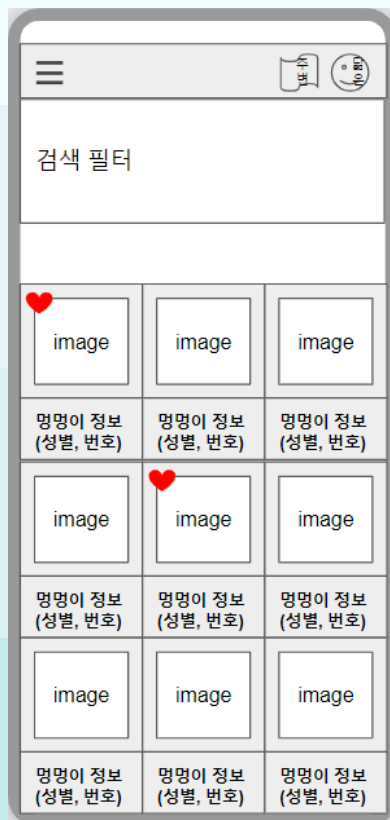 주변
검색 필터
image
image
image
멍멍이 정보
(성별, 번호)
멍멍이 정보
(성별, 번호)
멍멍이 정보
(성별, 번호)
image
image
image
멍멍이 정보
(성별, 번호)
멍멍이 정보
(성별, 번호)
멍멍이 정보
(성별, 번호)
image
image
image
멍멍이 정보
(성별, 번호)
멍멍이 정보
(성별, 번호)
멍멍이 정보
(성별, 번호)